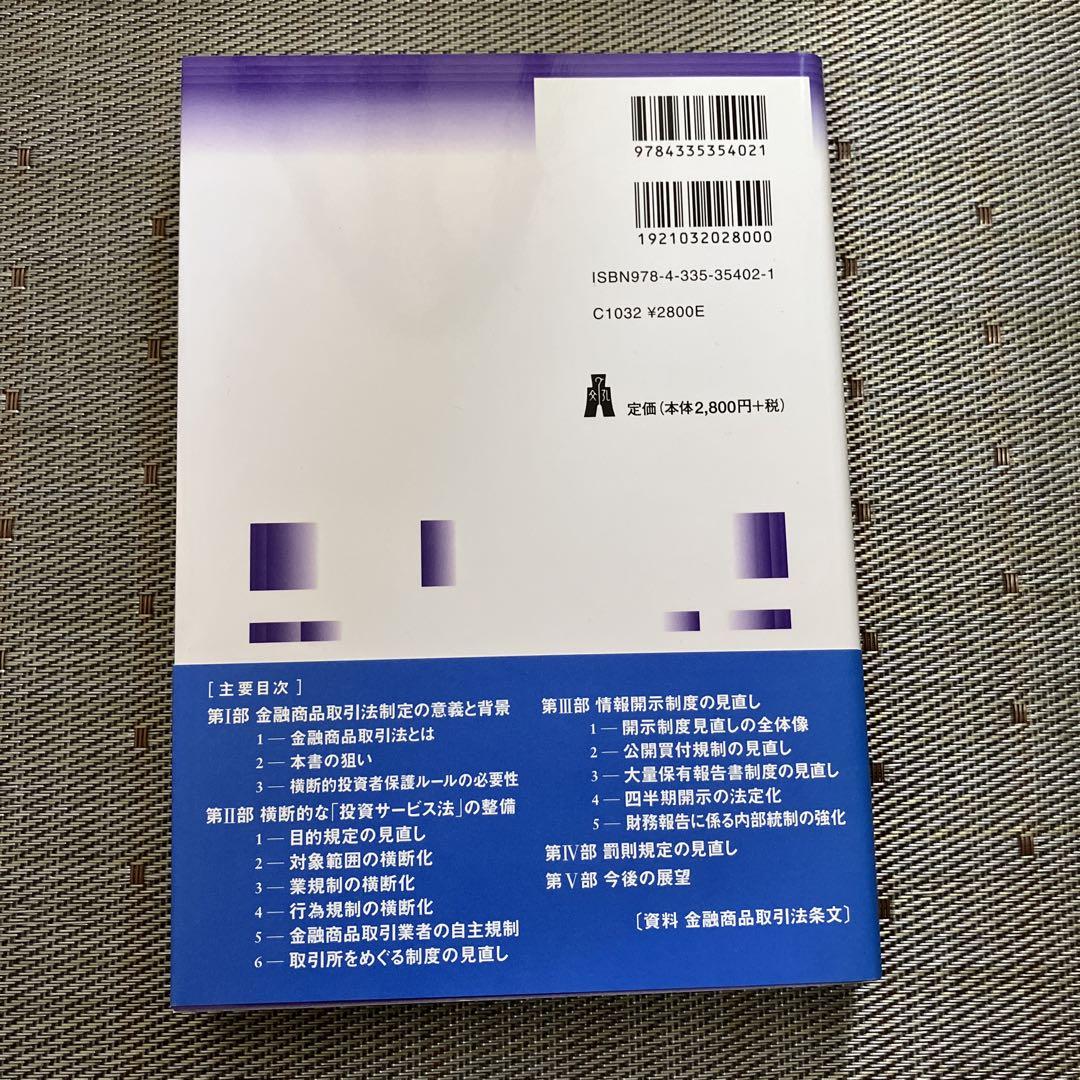 9784335354021
1921032028000
ISBN978-4-335-35402-1
C1032 ¥2800E
定価(本体2,800円+税)
[主要目次]
第Ⅰ部 金融商品取引法制定の意義と背景
1―金融商品取引法とは
2―本書の狙い
3―横断的投資者保護ルールの必要性
第Ⅱ部 横断的な「投資サービス法」の整備
1―目的規定の見直し
2―対象範囲の横断化
3―業規制の横断化
4―行為規制の横断化
5―金融商品取引業者の自主規制
6―取引所をめぐる制度の見直し
第Ⅲ部 情報開示制度の見直し
1―開示制度見直しの全体像
2―公開買付規制の見直し
3―大量保有報告書制度の見直し
4―四半期開示の法定化
5―財務報告に係る内部統制の強化
第Ⅳ部 罰則規定の見直し
第Ⅴ部 今後の展望
〔資料 金融商品取引法条文〕